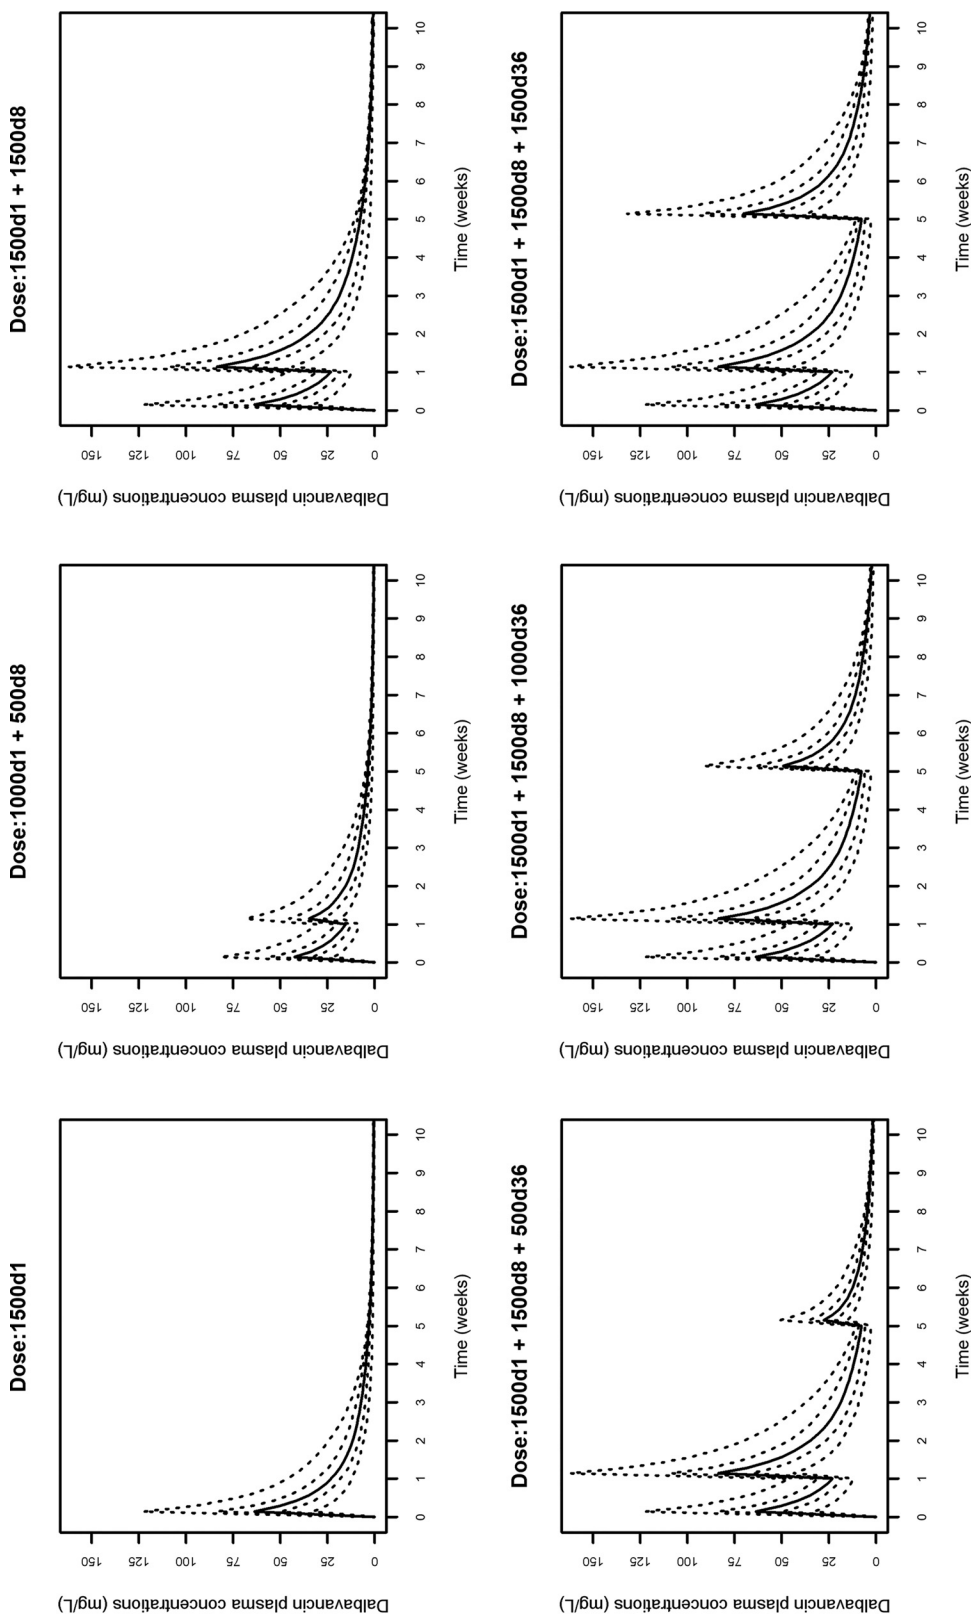 Dose:1500d1
Dalbavancin plasma concentrations (mg/L)
150
125
100
75
50
25
0
0 1 2 3 4 5 6 7 8 9 10
Time (weeks)
Dose:1000d1 + 500d8
Dalbavancin plasma concentrations (mg/L)
150
125
100
75
50
25
0
0 1 2 3 4 5 6 7 8 9 10
Time (weeks)
Dose:1500d1 + 1500d8
Dalbavancin plasma concentrations (mg/L)
150
125
100
75
50
25
0
0 1 2 3 4 5 6 7 8 9 10
Time (weeks)
Dose:1500d1 + 1500d8 + 500d36
Dalbavancin plasma concentrations (mg/L)
150
125
100
75
50
25
0
0 1 2 3 4 5 6 7 8 9 10
Time (weeks)
Dose:1500d1 + 1500d8 + 1000d36
Dalbavancin plasma concentrations (mg/L)
150
125
100
75
50
25
0
0 1 2 3 4 5 6 7 8 9 10
Time (weeks)
Dose:1500d1 + 1500d8 + 1500d36
Dalbavancin plasma concentrations (mg/L)
150
125
100
75
50
25
0
0 1 2 3 4 5 6 7 8 9 10
Time (weeks)